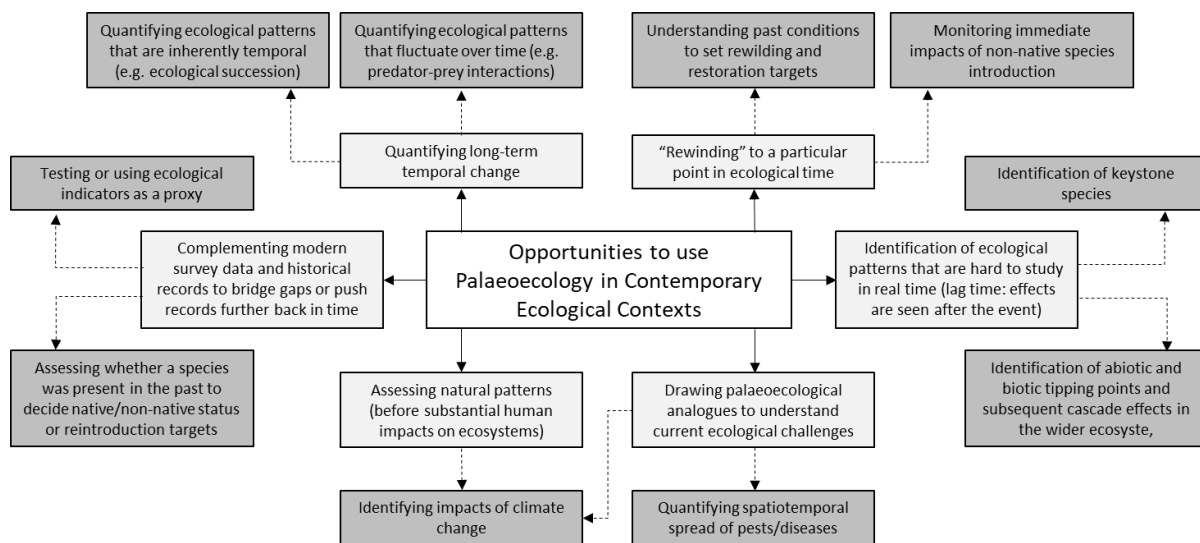 Quantifying ecological patterns
that are inherently temporal
(e.g. ecological succession)
Quantifying ecological patterns
that fluctuate over time (e.g.
predator-prey interactions)
Understanding past conditions
to set rewilding and
restoration targets
Monitoring immediate
impacts of non-native species
introduction
Quantifying long-term
temporal change
“Rewinding” to a particular
point in ecological time
Testing or using ecological
indicators as a proxy
Identification of keystone
species
Complementing modern
survey data and historical
records to bridge gaps or push
records further back in time
Opportunities to use
Palaeoecology in Contemporary
Ecological Contexts
Identification of ecological
patterns that are hard to study
in real time (lag time: effects
are seen after the event)
Assessing whether a species
was present in the past to
decide native/non-native status
or reintroduction targets
Assessing natural patterns
(before substantial human
impacts on ecosystems)
Drawing palaeoecological
analogues to understand
current ecological challenges
Identification of abiotic and
biotic tipping points and
subsequent cascade effects in
the wider ecosyste,
Identifying impacts of climate
change
Quantifying spatiotemporal
spread of pests/diseases